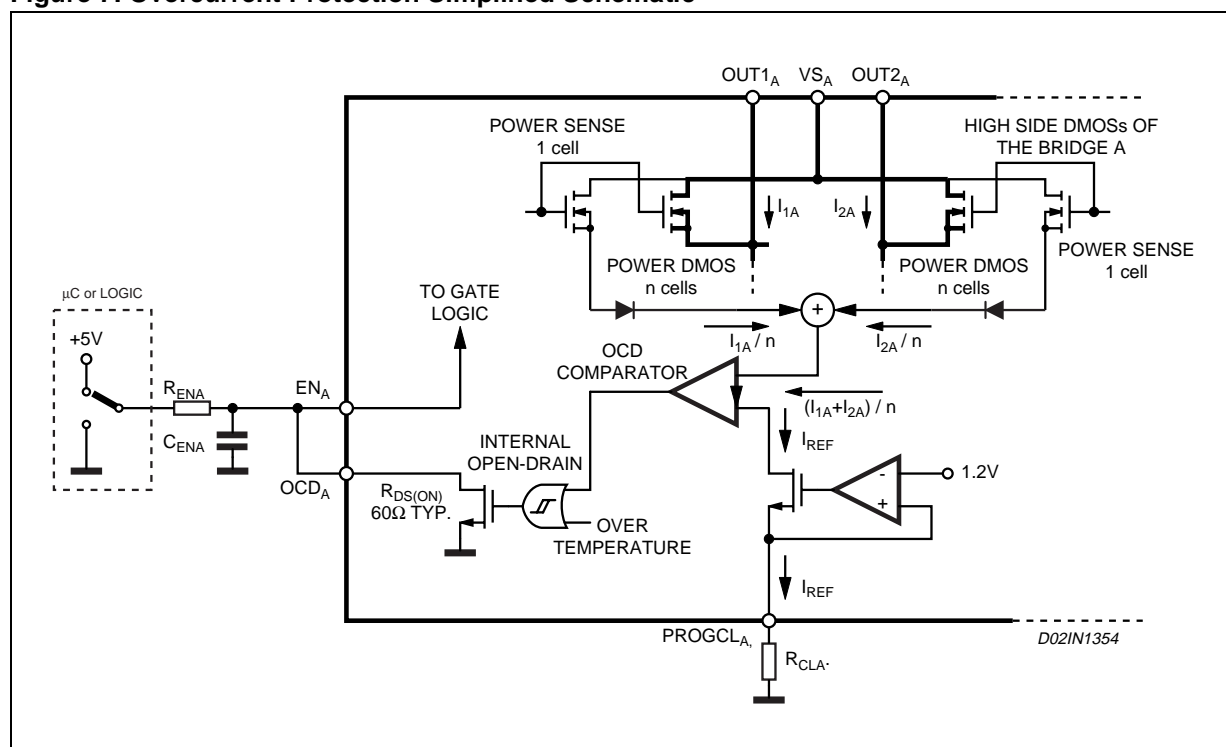 Figure 7. Overcurrent Protection Simplified Schematic
OUT1A VSA OUT2A
POWER SENSE
1 cell
HIGH SIDE DMOSs OF
THE BRIDGE A
I1A I2A
POWER DMOS
n cells
POWER DMOS
n cells
POWER SENSE
1 cell
μC or LOGIC
+5V
TO GATE
LOGIC
+
I1A / n
I2A / n
OCD
COMPARATOR
RENA
ENA
(I1A+I2A) / n
CENA
IREF
INTERNAL
OPEN-DRAIN
1.2V
-
+
OCDA
RDS(ON)
60Ω TYP.
OVER
TEMPERATURE
IREF
PROGCLA,
D02IN1354
RCLA.